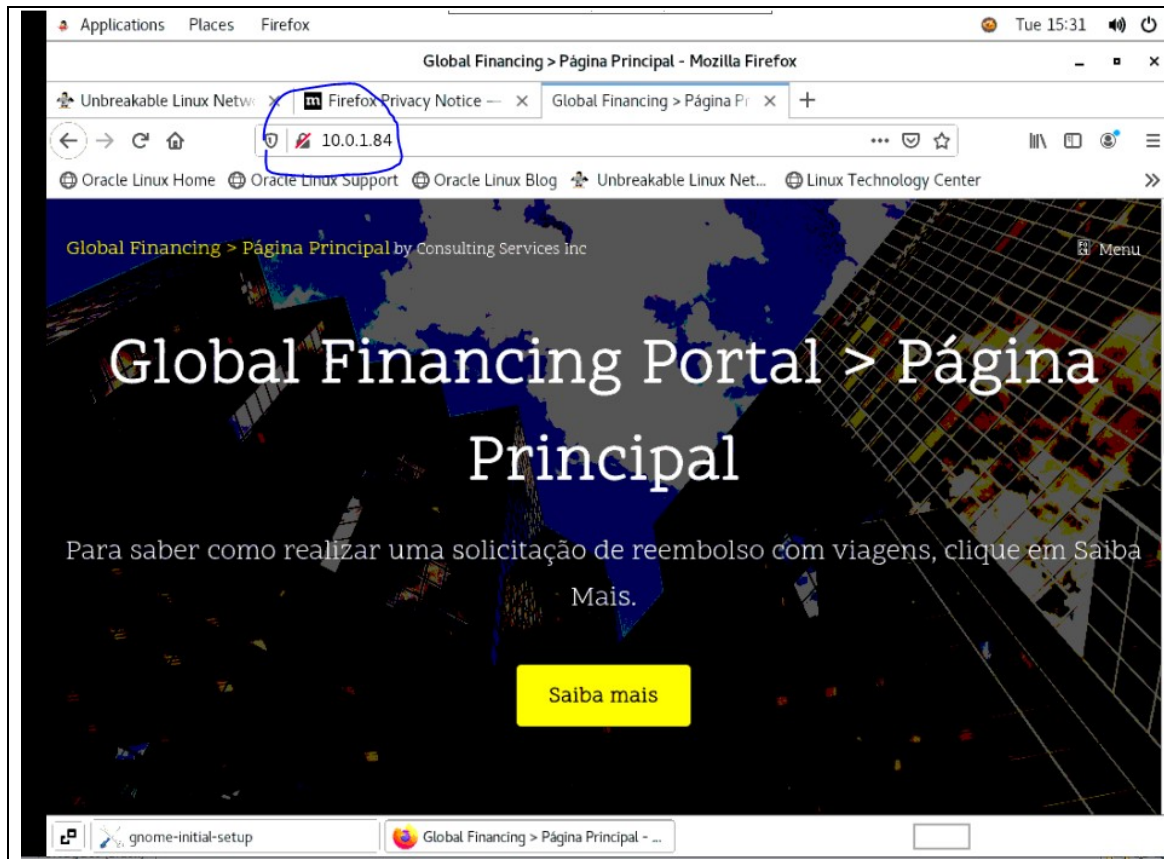 Applications Places Firefox Tue 15:31
Global Financing > Página Principal - Mozilla Firefox
Unbreakable Linux Netw Firefox Privacy Notice — Global Financing > Página Pr
10.0.1.84
Oracle Linux Home Oracle Linux Support Oracle Linux Blog Unbreakable Linux Net... Linux Technology Center
Global Financing > Página Principal by Consulting Services Inc Menu
Global Financing Portal > Página
Principal
Para saber como realizar uma solicitação de reembolso com viagens, clique em Saiba
Mais.
Saiba mais
gnome-initial-setup Global Financing > Página Principal - ...